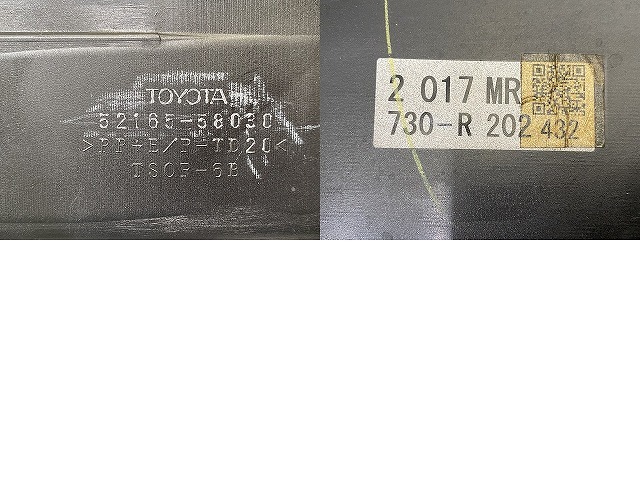 TOYOTA
52165-58030
>PP+E/P-TD20<
TSOP-6B
2 017 MR
730-R 202 432